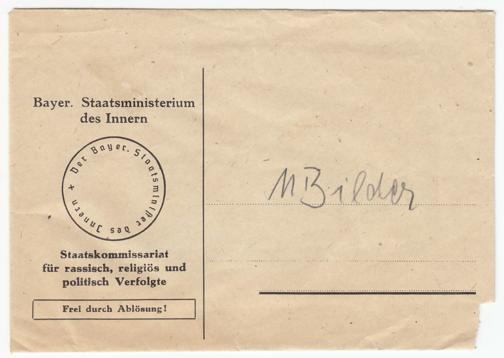 Bayer. Staatsministerium
des Innern
Der Bayer. Staatsminister des Innern
Staatskommissariat
für rassisch, religiös und
politisch Verfolgte
Frei durch Ablösung!
Bilder